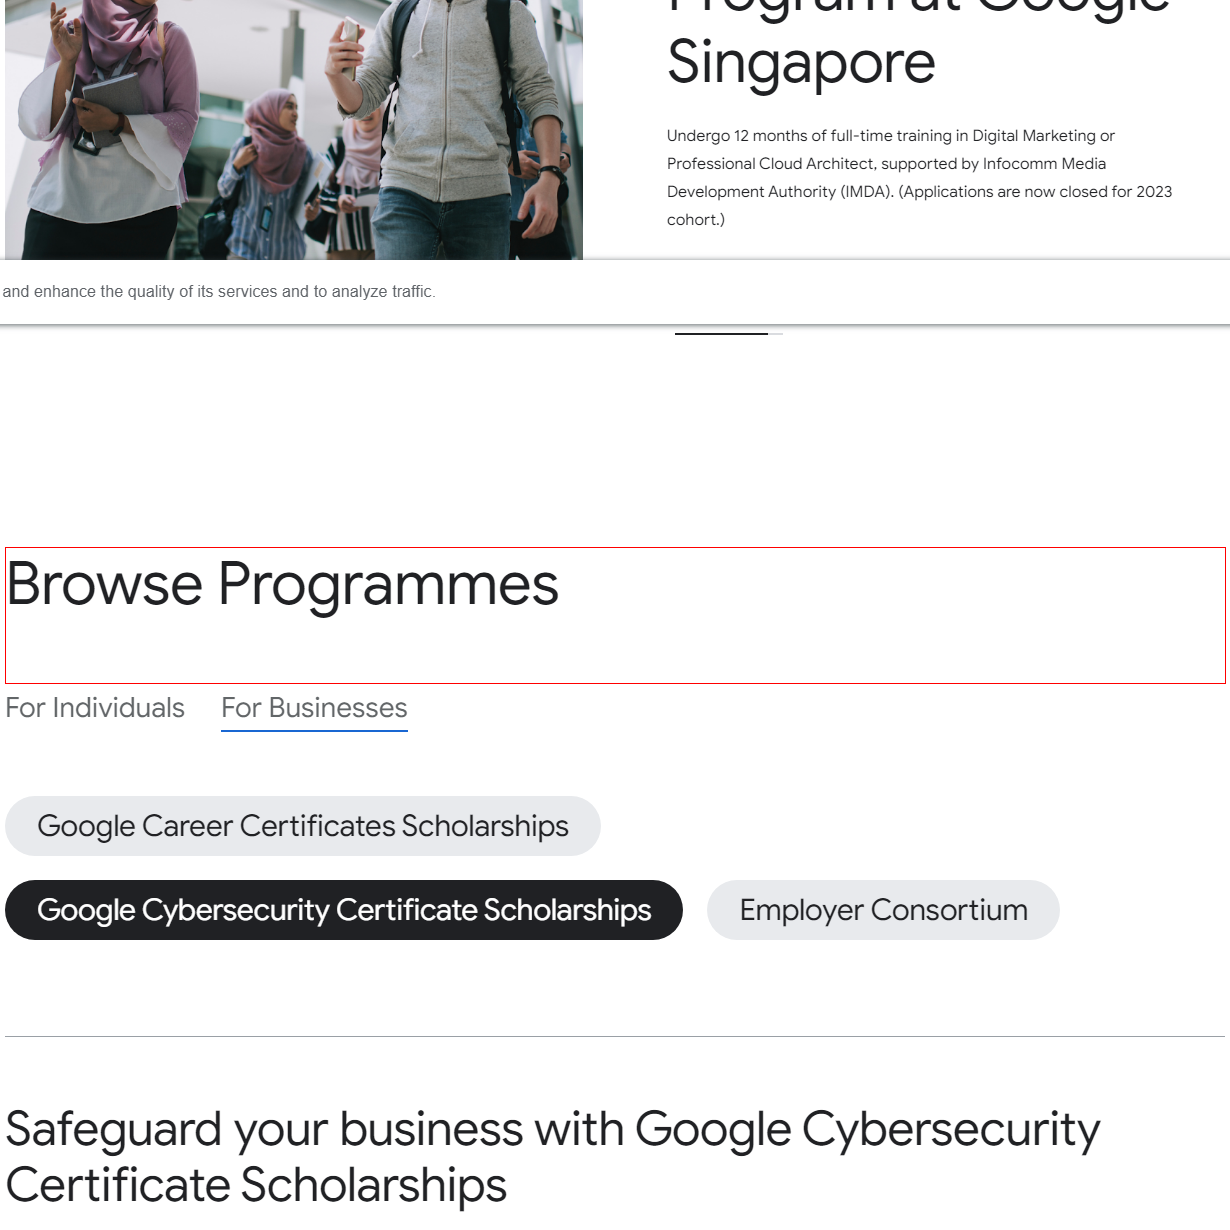 Program at Google
Singapore
Undergo 12 months of full-time training in Digital Marketing or
Professional Cloud Architect, supported by Infocomm Media
Development Authority (IMDA). (Applications are now closed for 2023
cohort.)
and enhance the quality of its services and to analyze traffic.
Browse Programmes
For Individuals For Businesses
Google Career Certificates Scholarships
Google Cybersecurity Certificate Scholarships Employer Consortium
Safeguard your business with Google Cybersecurity
Certificate Scholarships